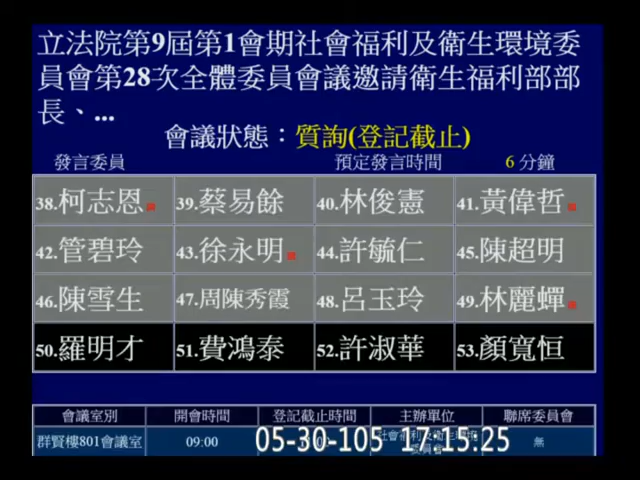 立法院第9屆第1會期社會福利及衛生環境委
員會第28次全體委員會議邀請衛生福利部部
長、...
會議狀態：質詢(登記截止)
發言委員 預定發言時間 6 分鐘
38.柯志恩 39.蔡易餘 40.林俊憲 41.黃偉哲
42.管碧玲 43.徐永明 44.許毓仁 45.陳超明
46.陳雪生 47.周陳秀霞 48.呂玉玲 49.林麗蟬
50.羅明才 51.費鴻泰 52.許淑華 53.顏寬恒
會議室別 開會時間 登記截止時間 主辦單位 聯席委員會
群賢樓801會議室 09:00 無
05-30-105 17:15:25